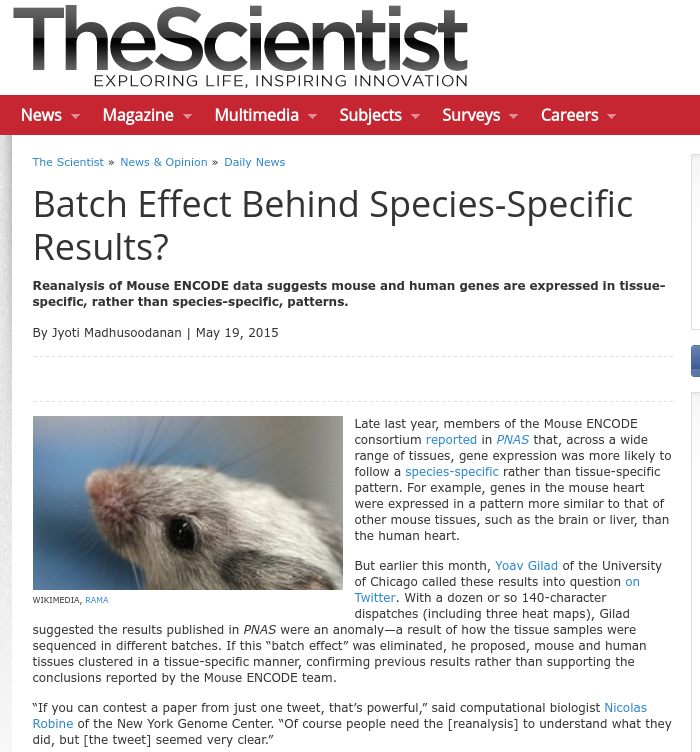 TheScientist
EXPLORING LIFE, INSPIRING INNOVATION
News Magazine Multimedia Subjects Surveys Careers
The Scientist » News & Opinion » Daily News
Batch Effect Behind Species-Specific
Results?
Reanalysis of Mouse ENCODE data suggests mouse and human genes are expressed in tissue-
specific, rather than species-specific, patterns.
By Jyoti Madhusoodanan | May 19, 2015
Late last year, members of the Mouse ENCODE
consortium reported in PNAS that, across a wide
range of tissues, gene expression was more likely to
follow a species-specific rather than tissue-specific
pattern. For example, genes in the mouse heart
were expressed in a pattern more similar to that of
other mouse tissues, such as the brain or liver, than
the human heart.
WIKIMEDIA, RAMA
But earlier this month, Yoav Gilad of the University
of Chicago called these results into question on
Twitter. With a dozen or so 140-character
dispatches (including three heat maps), Gilad
suggested the results published in PNAS were an anomaly—a result of how the tissue samples were
sequenced in different batches. If this “batch effect” was eliminated, he proposed, mouse and human
tissues clustered in a tissue-specific manner, confirming previous results rather than supporting the
conclusions reported by the Mouse ENCODE team.
“If you can contest a paper from just one tweet, that’s powerful,” said computational biologist Nicolas
Robine of the New York Genome Center. “Of course people need the [reanalysis] to understand what they
did, but [the tweet] seemed very clear.”